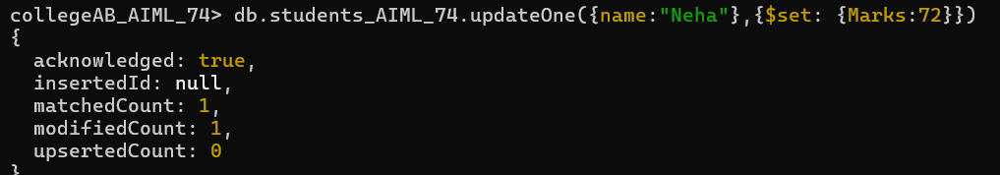 collegeAB_AIML_74> db.students_AIML_74.updateOne({name:"Neha"},{$set: {Marks:72}})
{
  acknowledged: true,
  insertedId: null,
  matchedCount: 1,
  modifiedCount: 1,
  upsertedCount: 0
}